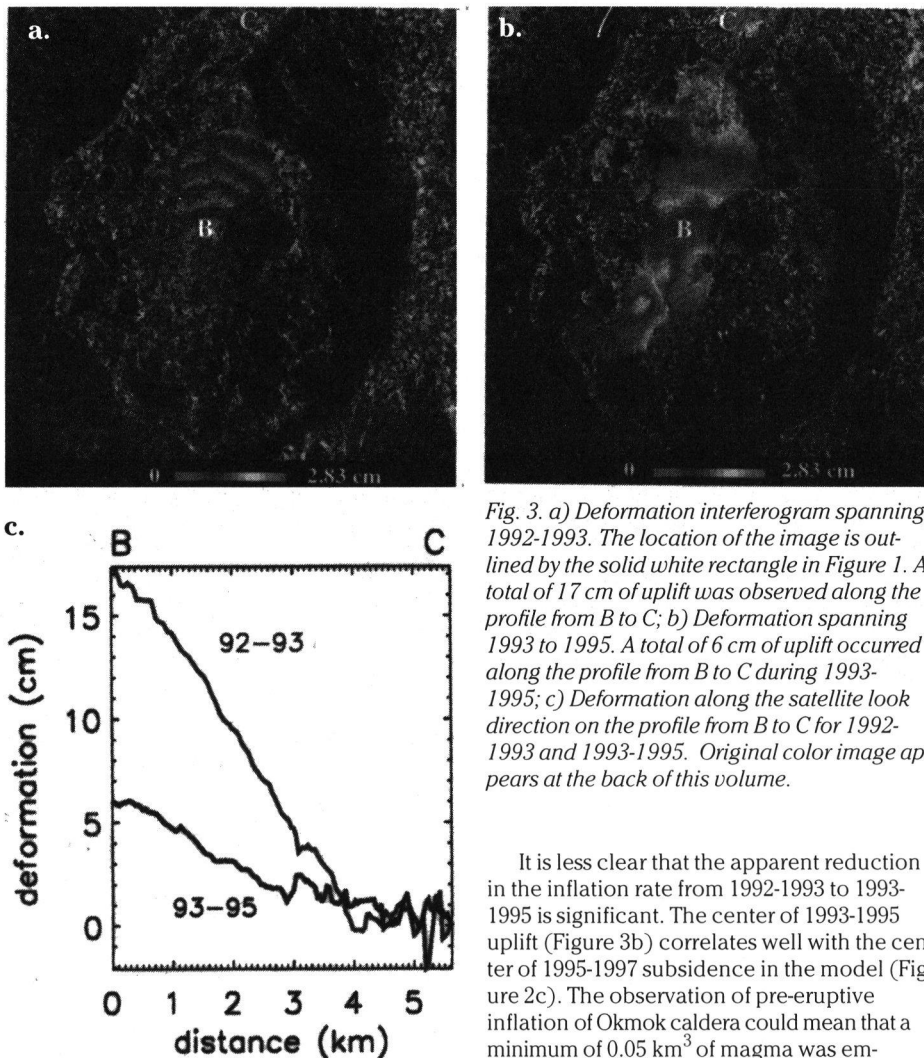 a.
C
B
0 2.83 cm
b.
C
B
0 2.83 cm
c.
B C
15
10
5
0
92–93
93–95
deformation (cm)
0 1 2 3 4 5
distance (km)
Fig. 3. a) Deformation interferogram spanning
1992-1993. The location of the image is out-
lined by the solid white rectangle in Figure 1. A
total of 17 cm of uplift was observed along the
profile from B to C; b) Deformation spanning
1993 to 1995. A total of 6 cm of uplift occurred
along the profile from B to C during 1993-
1995; c) Deformation along the satellite look
direction on the profile from B to C for 1992-
1993 and 1993-1995. Original color image ap-
pears at the back of this volume.
It is less clear that the apparent reduction
in the inflation rate from 1992-1993 to 1993-
1995 is significant. The center of 1993-1995
uplift (Figure 3b) correlates well with the cen-
ter of 1995-1997 subsidence in the model (Fig-
ure 2c). The observation of pre-eruptive
inflation of Okmok caldera could mean that a
minimum of 0.05 km³ of magma was em-